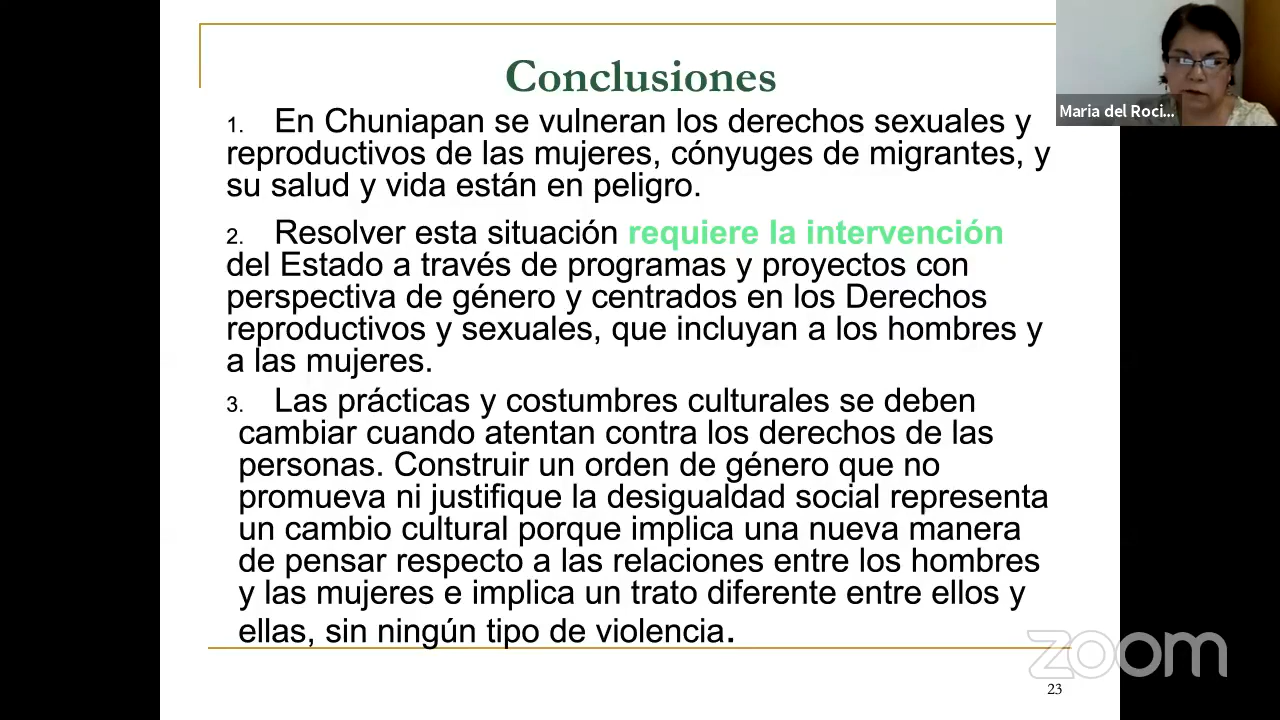 Conclusiones
1. En Chuniapan se vulneran los derechos sexuales y
reproductivos de las mujeres, cónyuges de migrantes, y
su salud y vida están en peligro.
2. Resolver esta situación requiere la intervención
del Estado a través de programas y proyectos con
perspectiva de género y centrados en los Derechos
reproductivos y sexuales, que incluyan a los hombres y
a las mujeres.
3. Las prácticas y costumbres culturales se deben
cambiar cuando atentan contra los derechos de las
personas. Construir un orden de género que no
promueva ni justifique la desigualdad social representa
un cambio cultural porque implica una nueva manera
de pensar respecto a las relaciones entre los hombres
y las mujeres e implica un trato diferente entre ellos y
ellas, sin ningún tipo de violencia.
Maria del Roci...
zoom
23